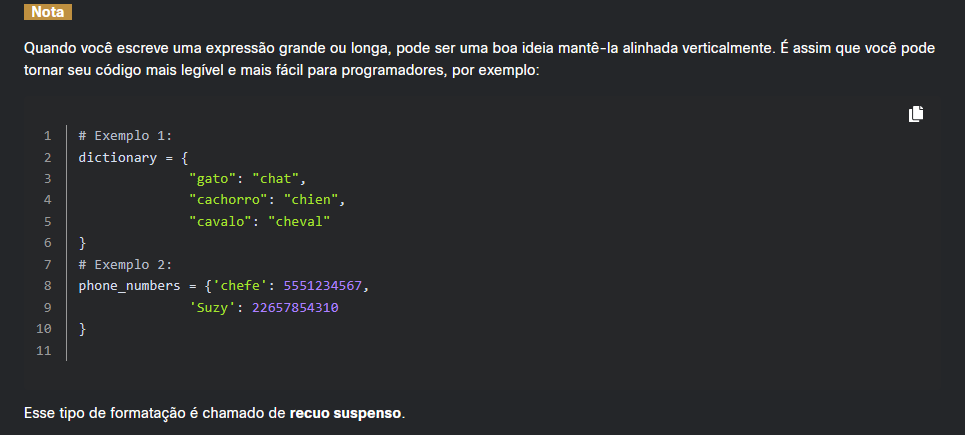 Nota
Quando você escreve uma expressão grande ou longa, pode ser uma boa ideia mantê-la alinhada verticalmente. É assim que você pode
tornar seu código mais legível e mais fácil para programadores, por exemplo:
1 # Exemplo 1:
2 dictionary = {
3               "gato": "chat",
4               "cachorro": "chien",
5               "cavalo": "cheval"
6 }
7 # Exemplo 2:
8 phone_numbers = {'chefe': 5551234567,
9               'Suzy': 22657854310
10 }
11
Esse tipo de formatação é chamado de recuo suspenso.